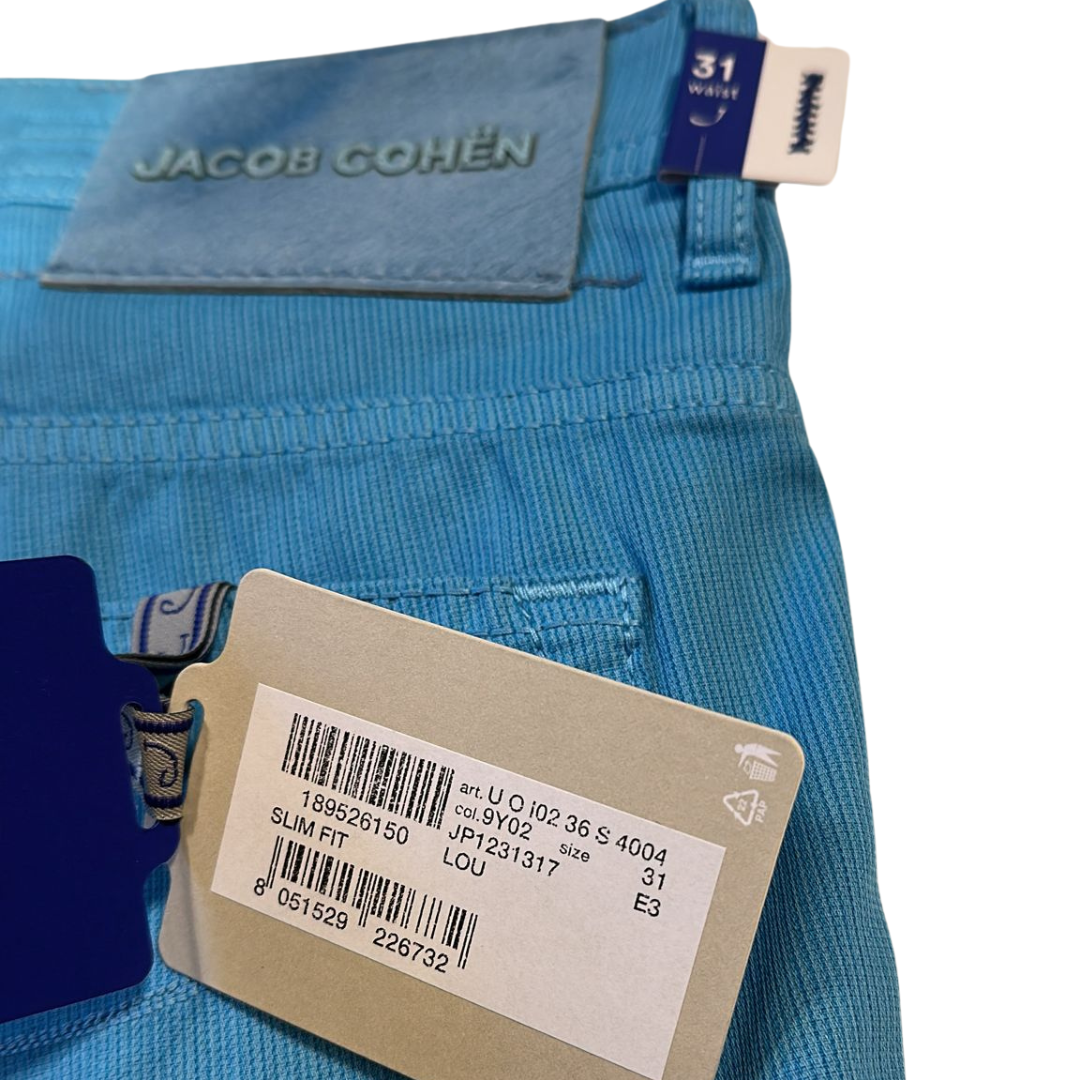 JACOB COHËN
31
waist
art. U O i02 36 S 4004
col. 9Y02 size 31
189526150 JP1231317 E3
SLIM FIT LOU
8 051529 226732
PAP